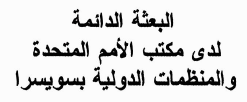 البعثة الدائمة
لدى مكتب الأمم المتحدة
والمنظمات الدولية بسويسرا